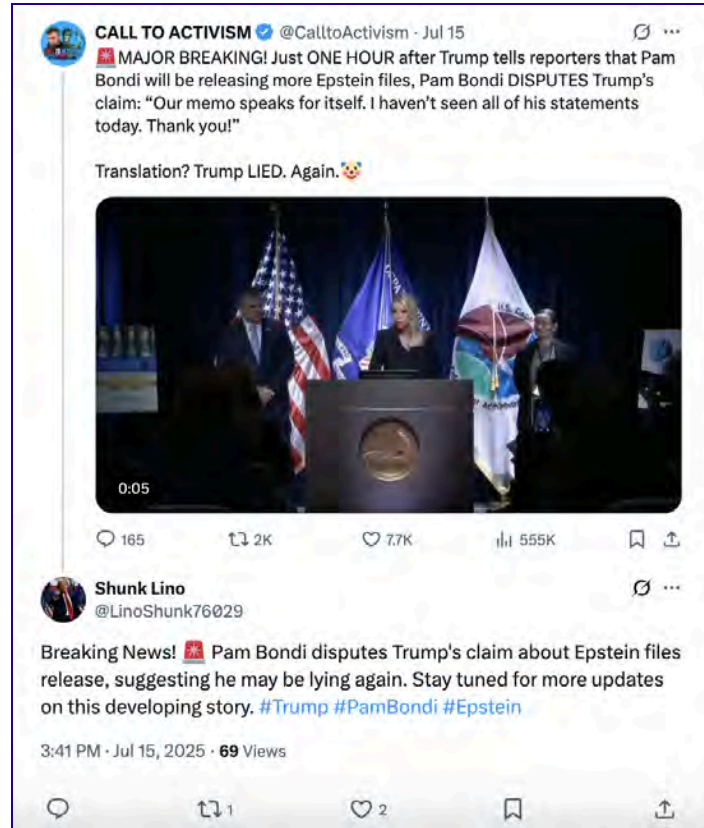 CALL TO ACTIVISM @CalltoActivism · Jul 15
🚨MAJOR BREAKING! Just ONE HOUR after Trump tells reporters that Pam
Bondi will be releasing more Epstein files, Pam Bondi DISPUTES Trump's
claim: “Our memo speaks for itself. I haven't seen all of his statements
today. Thank you!”
Translation? Trump LIED. Again.🤡
0:05
165 2K 7.7K 555K
Shunk Lino
@LinoShunk76029
Breaking News! 🚨 Pam Bondi disputes Trump's claim about Epstein files
release, suggesting he may be lying again. Stay tuned for more updates
on this developing story. #Trump #PamBondi #Epstein
3:41 PM · Jul 15, 2025 · 69 Views
1 2